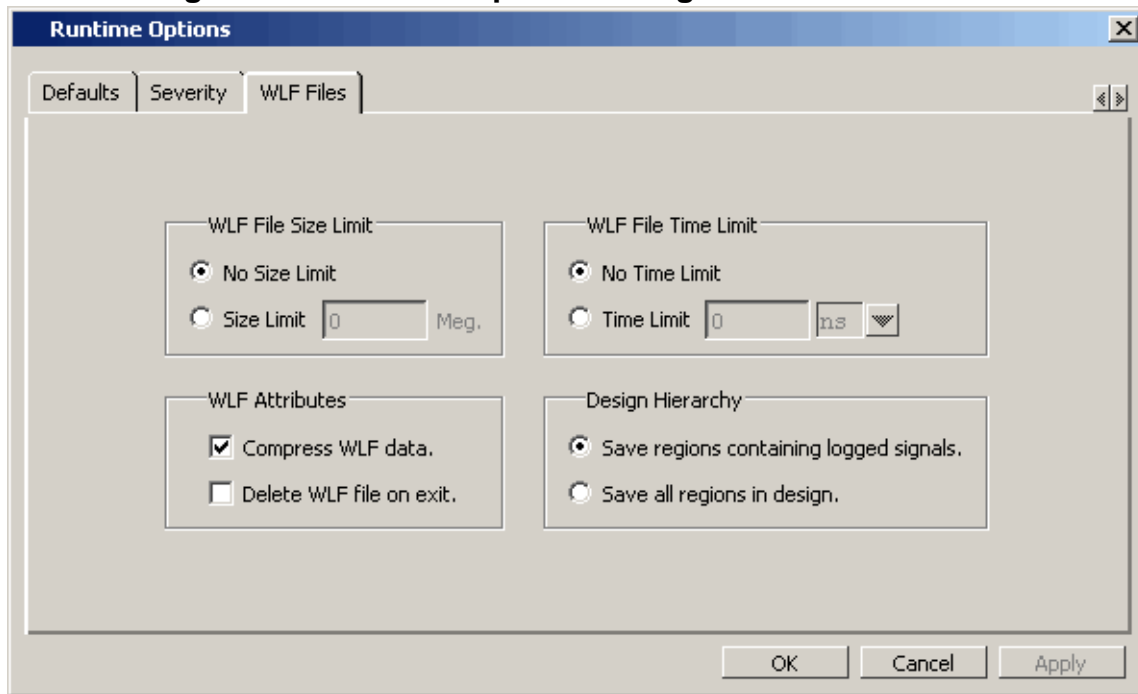 Runtime Options
Defaults Severity WLF Files
WLF File Size Limit
No Size Limit
Size Limit 0 Meg.
WLF File Time Limit
No Time Limit
Time Limit 0 ns
WLF Attributes
Compress WLF data.
Delete WLF file on exit.
Design Hierarchy
Save regions containing logged signals.
Save all regions in design.
OK Cancel Apply